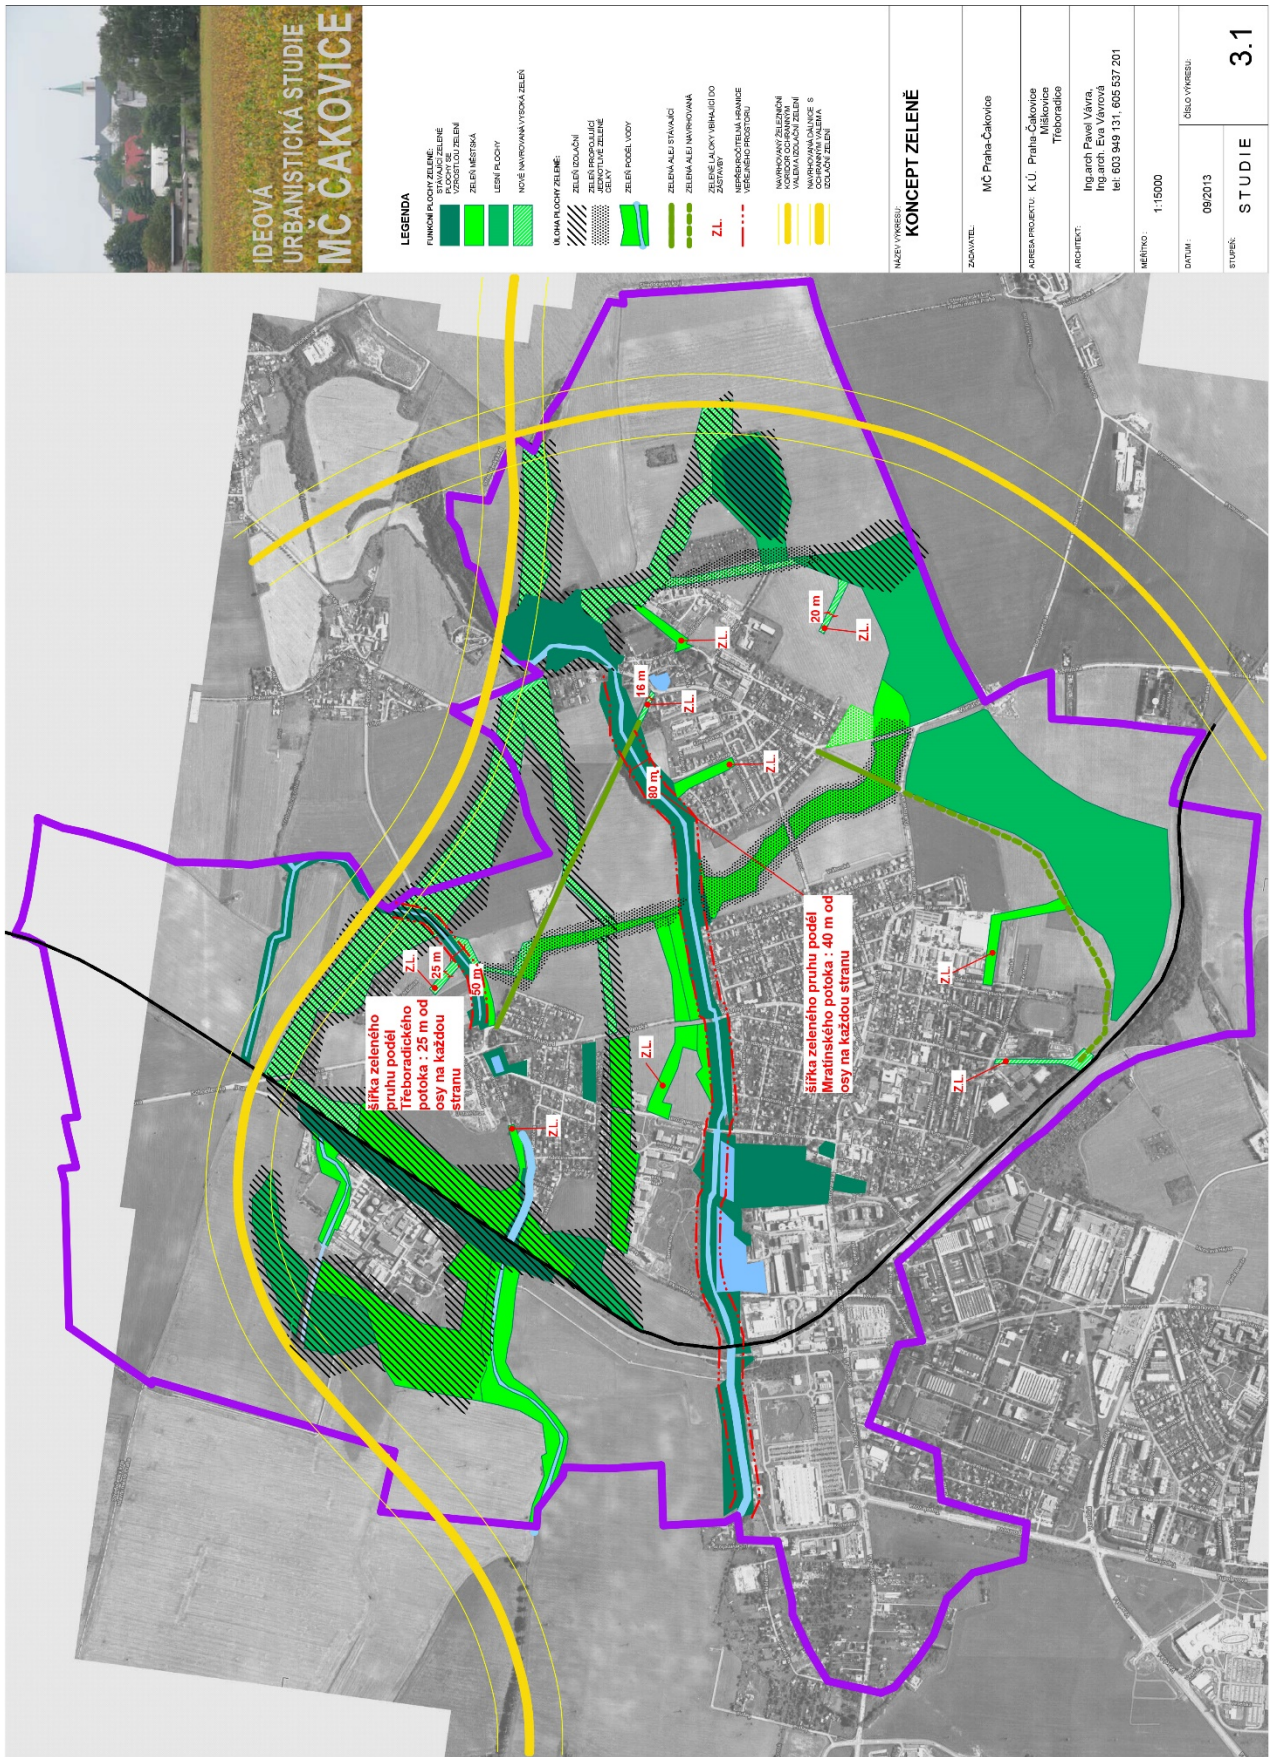 IDEOVÁ
URBANISTICKÁ STUDIE
MČ ČAKOVICE
LEGENDA
FUNKČNÍ PLOCHY ZELENĚ:
STÁVAJÍCÍ ZELENÉ
PLOCHY SE
VZROSTLOU ZELENÍ
ZELEŇ MĚSTSKÁ
LESNÍ PLOCHY
NOVĚ NAVRHOVANÁ VYSOKÁ ZELEŇ
ÚLOHA PLOCHY ZELENĚ:
ZELEŇ IZOLAČNÍ
ZELEŇ PROPOJUJÍCÍ
JEDNOTLIVÉ ZELENÉ
CELKY
ZELEŇ PODÉL VODY
ZELENÁ ALEJ STÁVAJÍCÍ
ZELENÁ ALEJ NAVRHOVANÁ
Z.L.
ZELENÉ LALOKY VBÍHAJÍCÍ DO
ZÁSTAVBY
NEPŘEKROČITELNÁ HRANICE
VEŘEJNÉHO PROSTORU
NAVRHOVANÝ ŽELEZNIČNÍ
KORIDOR OCHRANNÝM
VALEM A IZOLAČNÍ ZELENÍ
NAVRHOVANÁ DÁLNICE S
OCHRANNÝM VALEM A
IZOLAČNÍ ZELENÍ
NÁZEV VÝKRESU:
KONCEPT ZELENĚ
ZADAVATEL:
MČ Praha-Čakovice
ADRESA PROJEKTU: K.Ú. Praha-Čakovice
Miškovice
Třeboradice
ARCHITEKT:
Ing.arch Pavel Vávra,
Ing.arch. Eva Vávrová
tel: 603 949 131, 605 537 201
MĚŘÍTKO :
1:15000
DATUM :
09/2013
ČÍSLO VÝKRESU:
STUPEŇ:
STUDIE
3.1
šířka zeleného
pruhu podél
Třeboradického
potoka : 25 m od
osy na každou
stranu
Z.L.
25 m
50 m
Z.L.
Z.L.
80 m
16 m
Z.L.
Z.L.
Z.L.
20 m
Z.L.
šířka zeleného pruhu podél
Mratínského potoka : 40 m od
osy na každou stranu
Z.L.
Z.L.